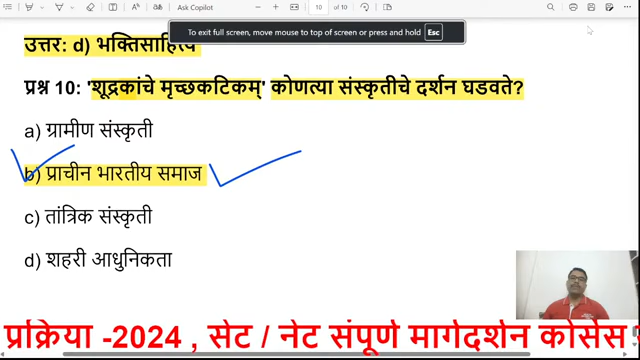 Ask Copilot
10 of 10
To exit full screen, move mouse to top of screen or press and hold Esc
उत्तर: d) भक्तिसाहित्य
प्रश्न 10: 'शूद्रकांचे मृच्छकटिकम्' कोणत्या संस्कृतीचे दर्शन घडवते?
a) ग्रामीण संस्कृती
b) प्राचीन भारतीय समाज
c) तांत्रिक संस्कृती
d) शहरी आधुनिकता
प्रक्रिया -2024 , सेट / नेट संपूर्ण मार्गदर्शन कोर्सेस